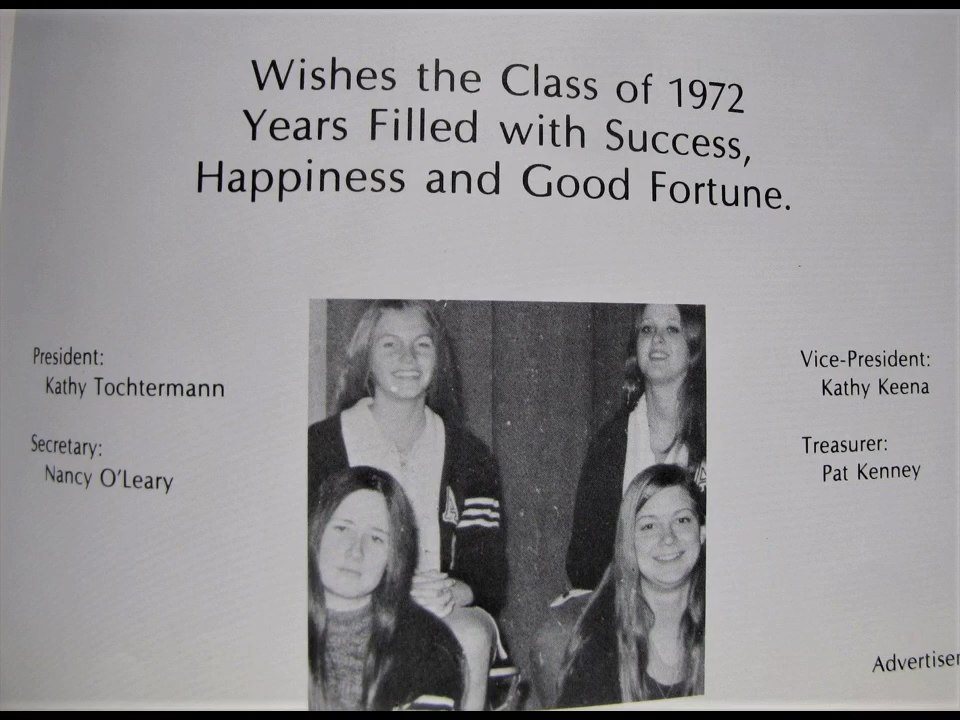 Wishes the Class of 1972
Years Filled with Success,
Happiness and Good Fortune.
President:
Kathy Tochtermann
Secretary:
Nancy O'Leary
A
Vice-President:
Kathy Keena
Treasurer:
Pat Kenney